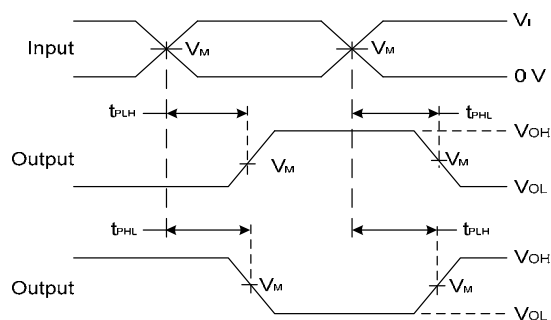 VI
Input
VM
VM
0 V
tPLH
tPHL
VOH
Output
VM
VM
VOL
tPHL
tPLH
VOH
Output
VM
VM
VOL